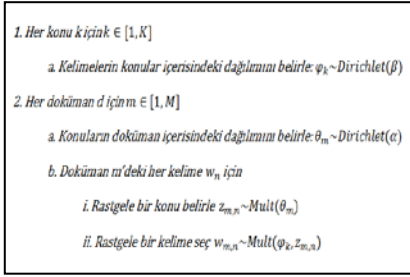 1. Her konu k içink ∈ [1, K]
a. Kelimelerin konular içerisindeki dağılımını belirle: φₖ~Dirichlet(β)
2. Her doküman d için m ∈ [1, M]
a. Konuların doküman içerisindeki dağılımını belirle: θₘ~Dirichlet(α)
b. Doküman m'deki her kelime wₙ için
i. Rastgele bir konu belirle zₘ,ₙ~Mult(θₘ)
ii. Rastgele bir kelime seç wₘ,ₙ~Mult(φₖ, zₘ,ₙ)